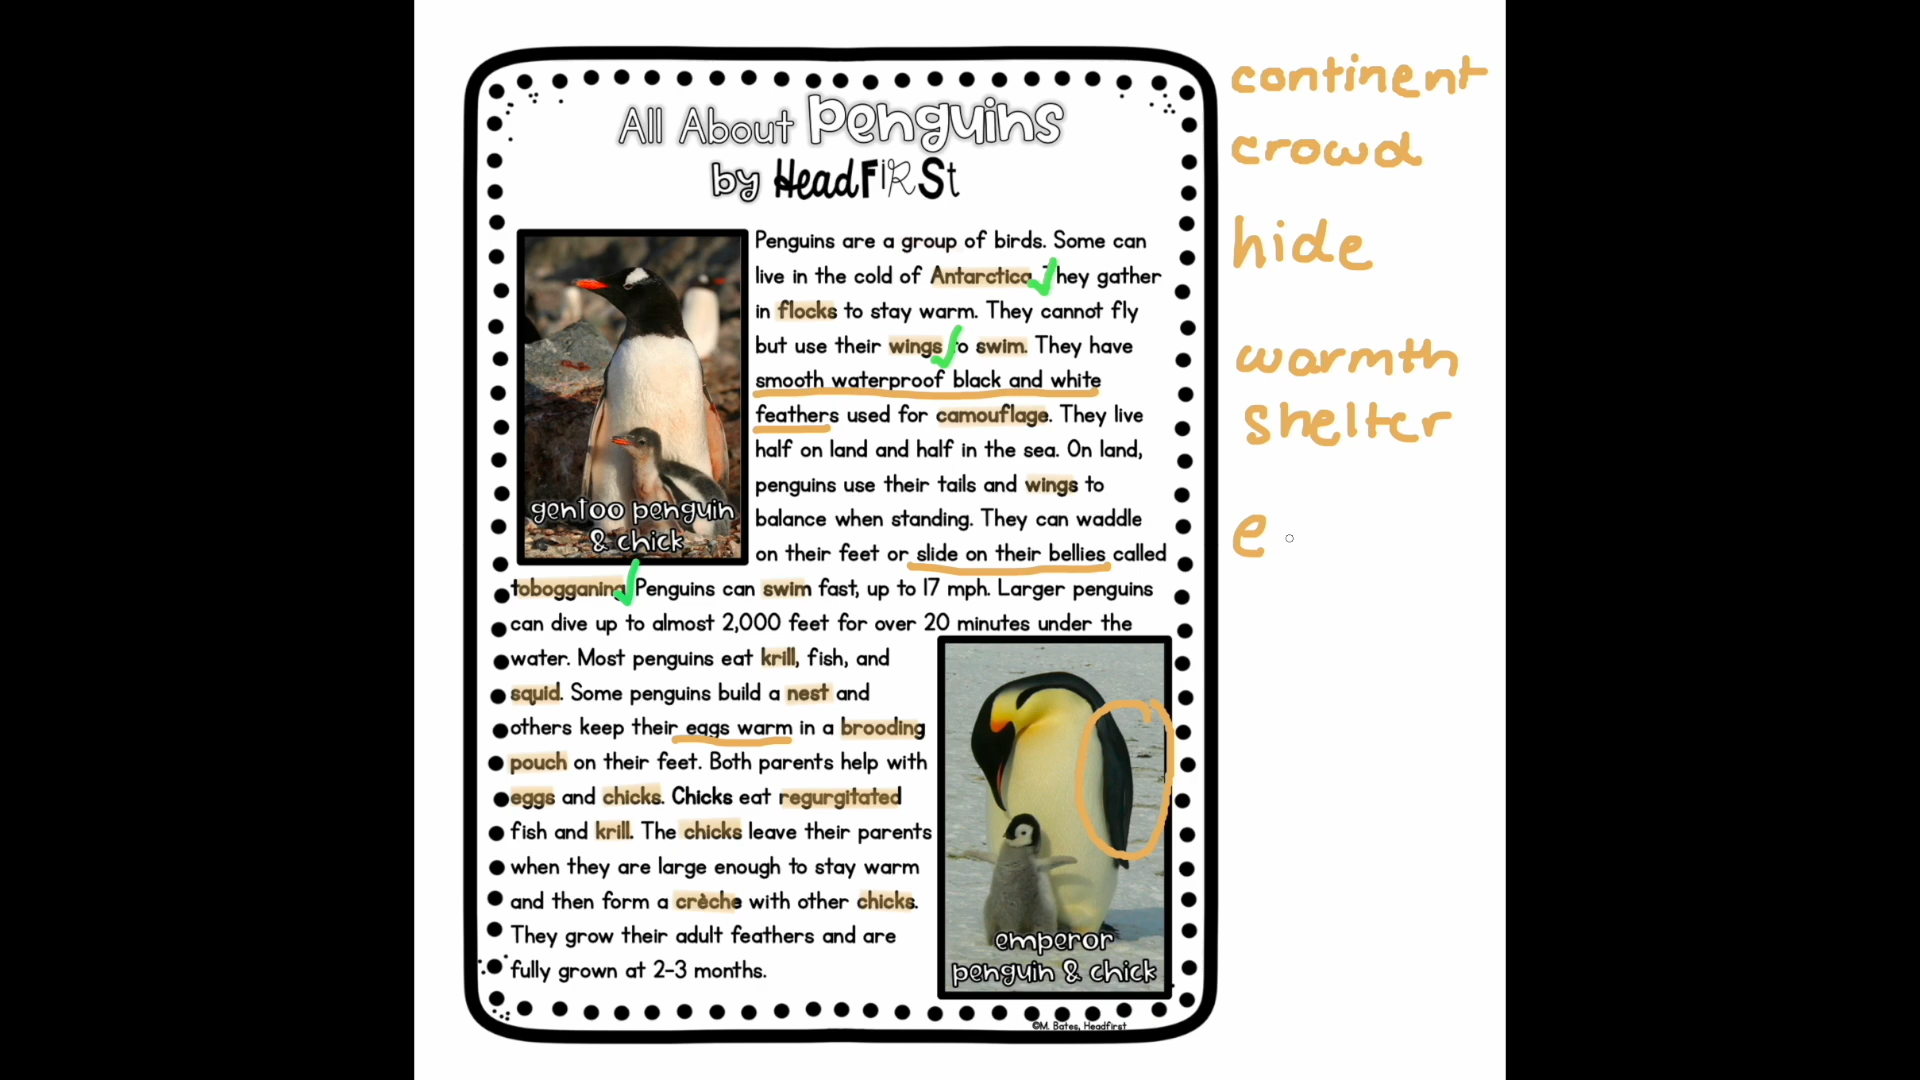 All About Penguins
by HeadFIRSt
Penguins are a group of birds. Some can
live in the cold of Antarctica. They gather
in flocks to stay warm. They cannot fly
but use their wings to swim. They have
smooth waterproof black and white
feathers used for camouflage. They live
half on land and half in the sea. On land,
penguins use their tails and wings to
balance when standing. They can waddle
on their feet or slide on their bellies called
tobogganing. Penguins can swim fast, up to 17 mph. Larger penguins
can dive up to almost 2,000 feet for over 20 minutes under the
water. Most penguins eat krill, fish, and
squid. Some penguins build a nest and
others keep their eggs warm in a brooding
pouch on their feet. Both parents help with
eggs and chicks. Chicks eat regurgitated
fish and krill. The chicks leave their parents
when they are large enough to stay warm
and then form a crèche with other chicks.
They grow their adult feathers and are
fully grown at 2-3 months.
gentoo penguin
& chick
emperor
penguin & chick
©M. Bates, Headfirst
continent
crowd
hide
warmth
shelter
e